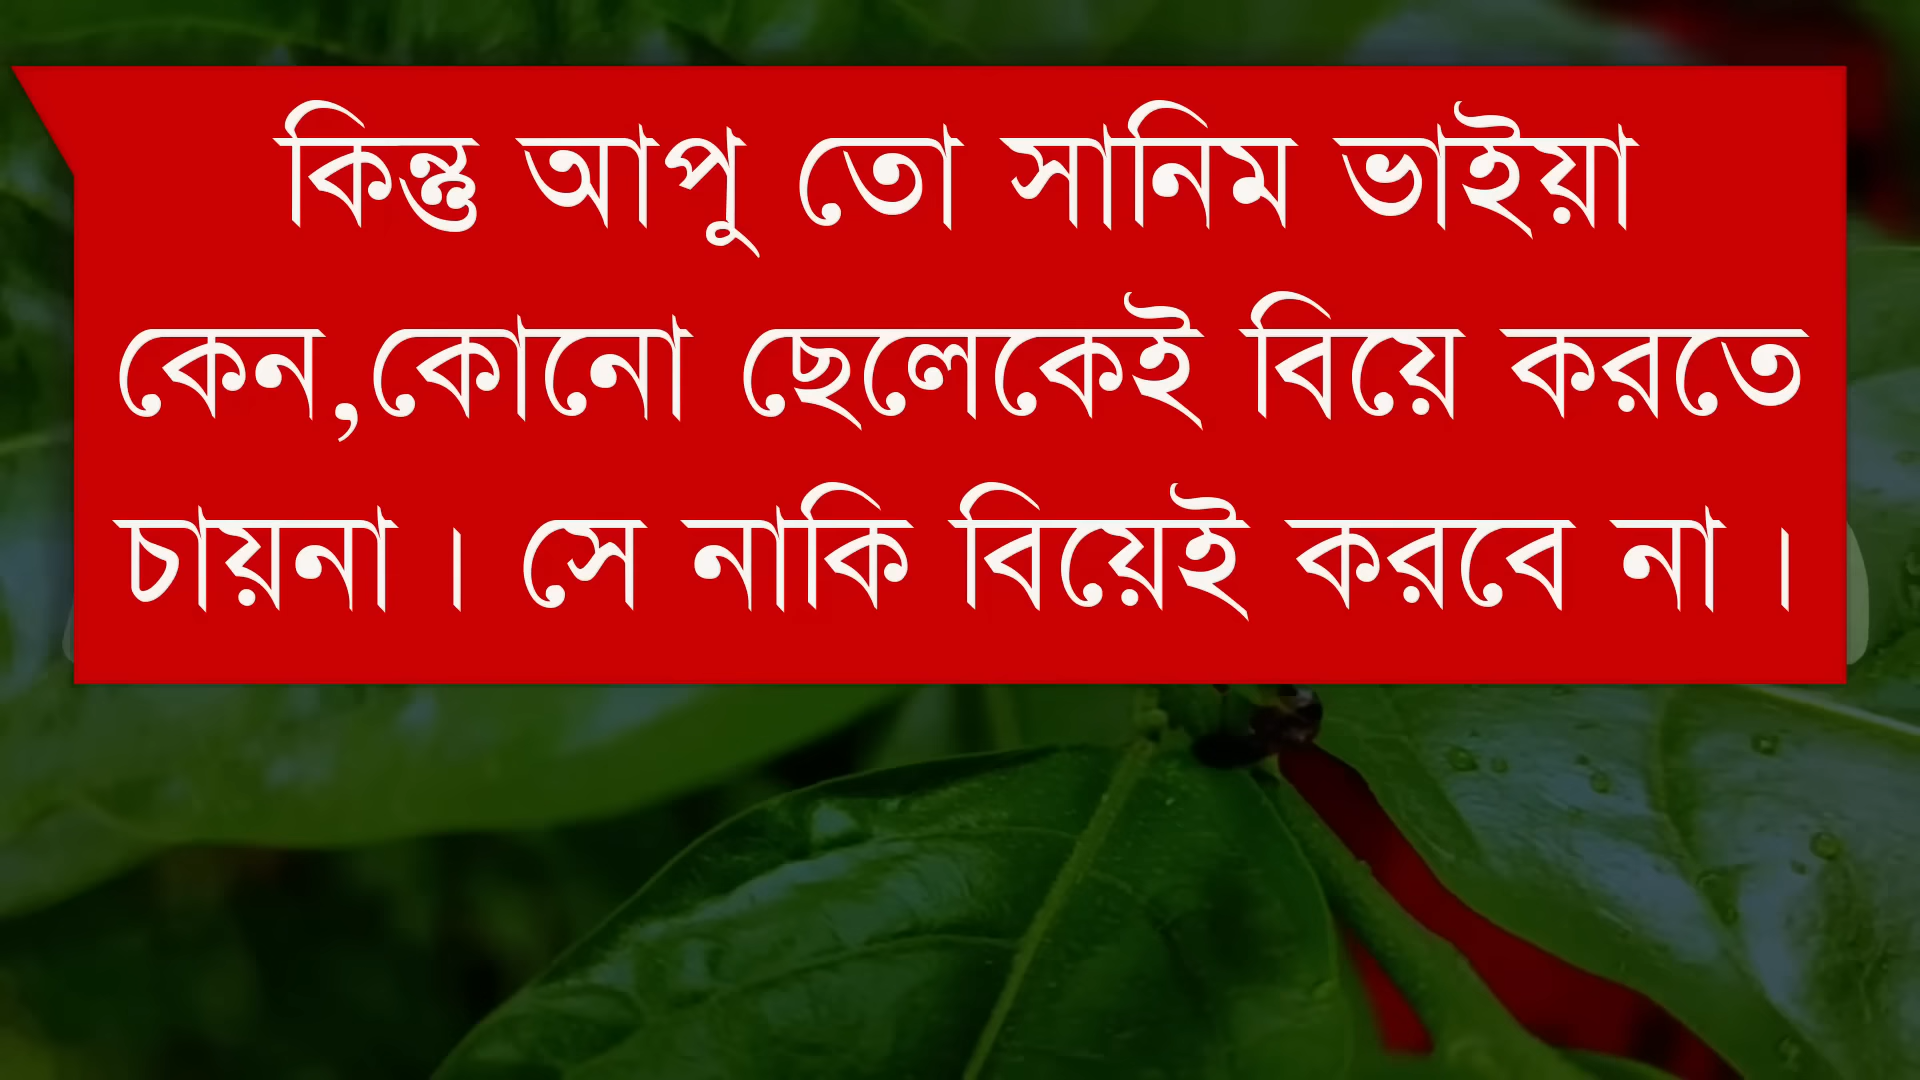 কিন্তু আপু তো সানিম ভাইয়া
কেন,কোনো ছেলেকেই বিয়ে করতে
চায়না। সে নাকি বিয়েই করবে না।